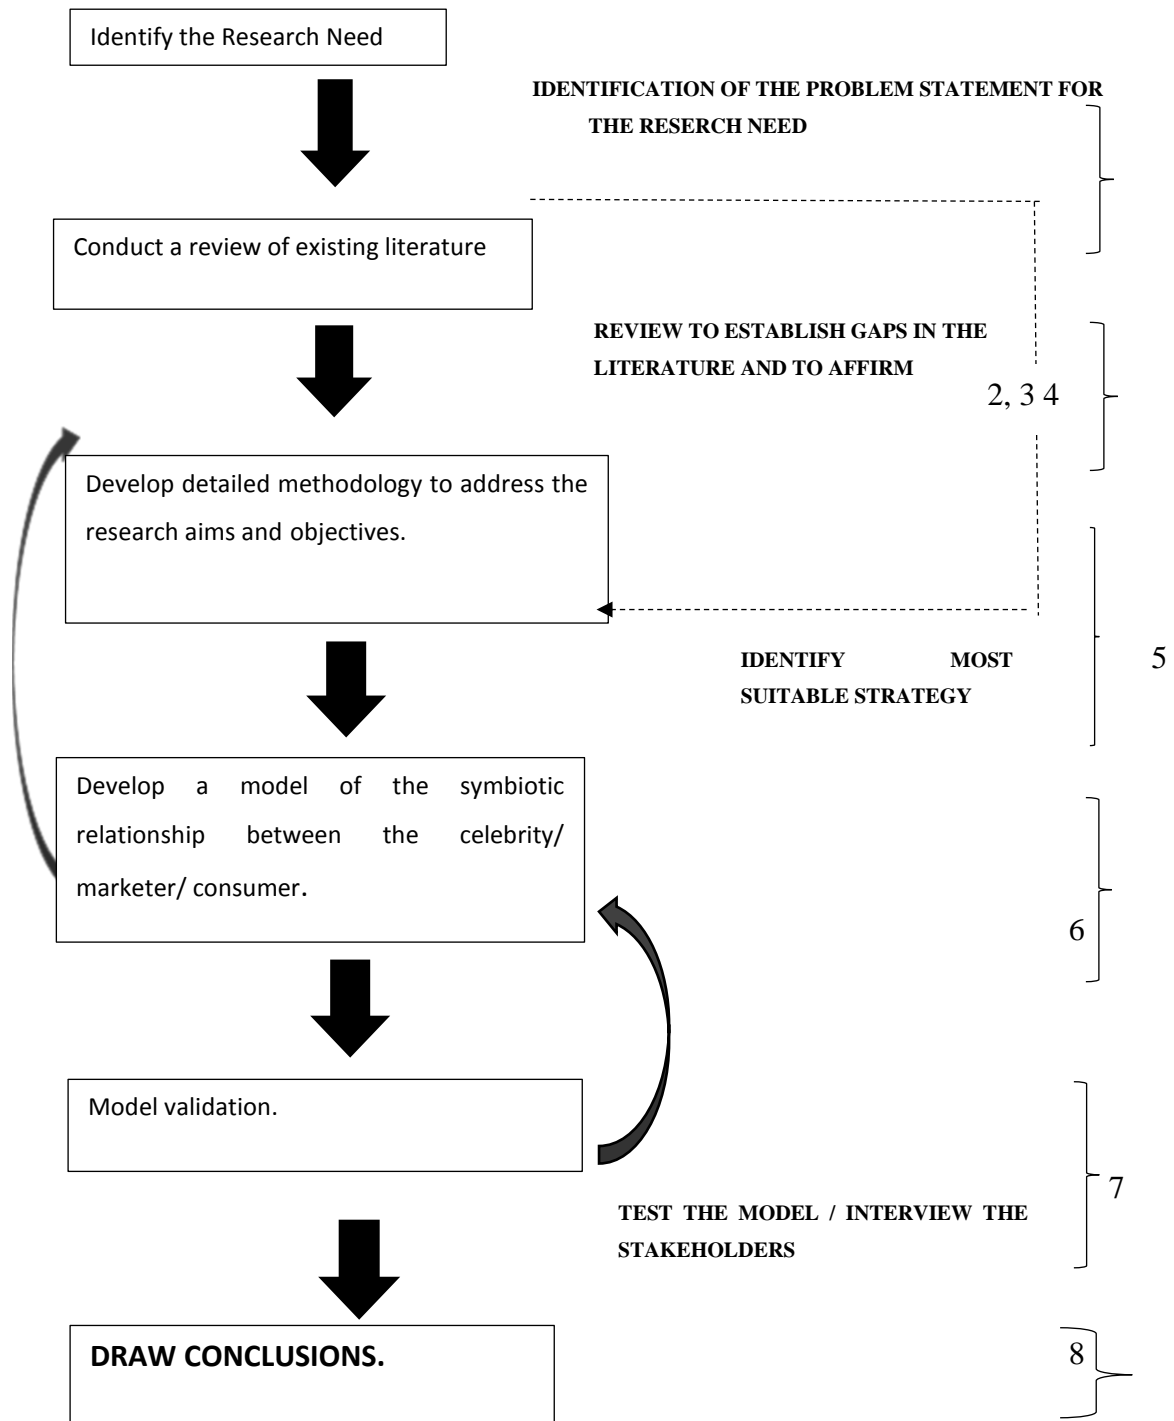 Identify the Research Need
IDENTIFICATION OF THE PROBLEM STATEMENT FOR
THE RESERCH NEED
Conduct a review of existing literature
REVIEW TO ESTABLISH GAPS IN THE
LITERATURE AND TO AFFIRM
2, 3 4
Develop detailed methodology to address the
research aims and objectives.
IDENTIFY MOST
SUITABLE STRATEGY
5
Develop a model of the symbiotic
relationship between the celebrity/
marketer/ consumer.
6
Model validation.
7
TEST THE MODEL / INTERVIEW THE
STAKEHOLDERS
DRAW CONCLUSIONS.
8